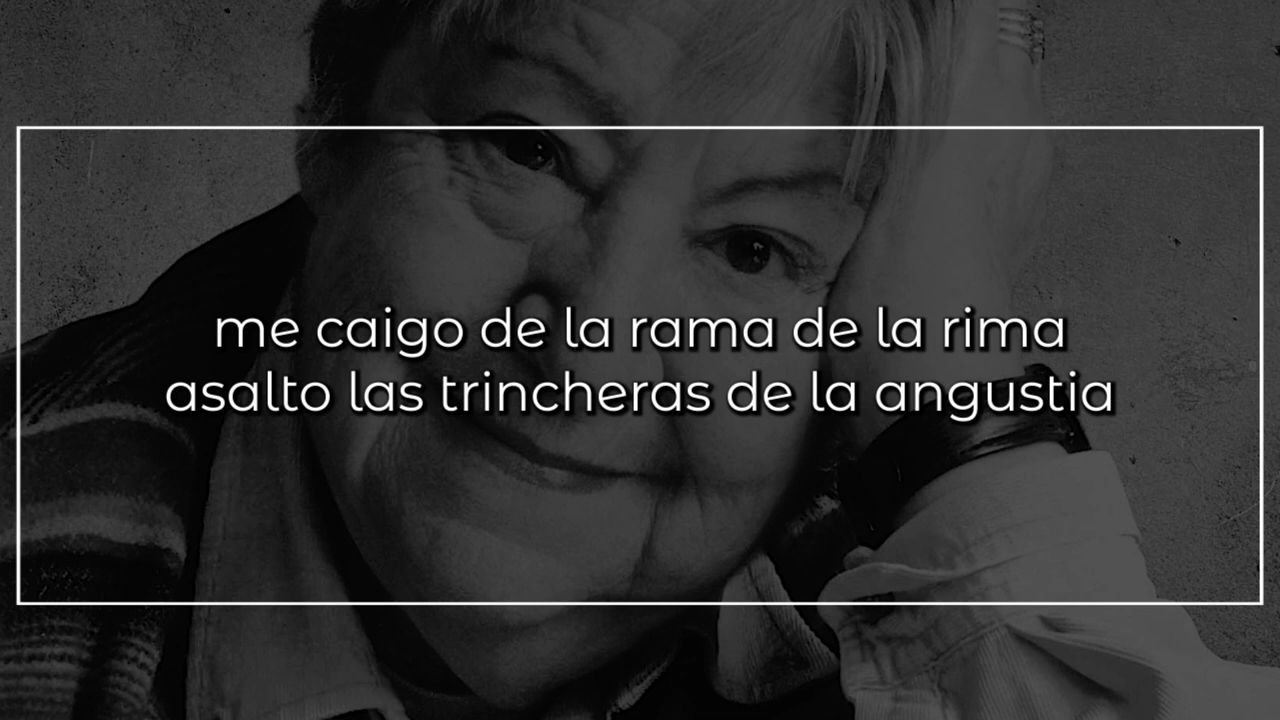 me caigo de la rama de la rima
asalto las trincheras de la angustia